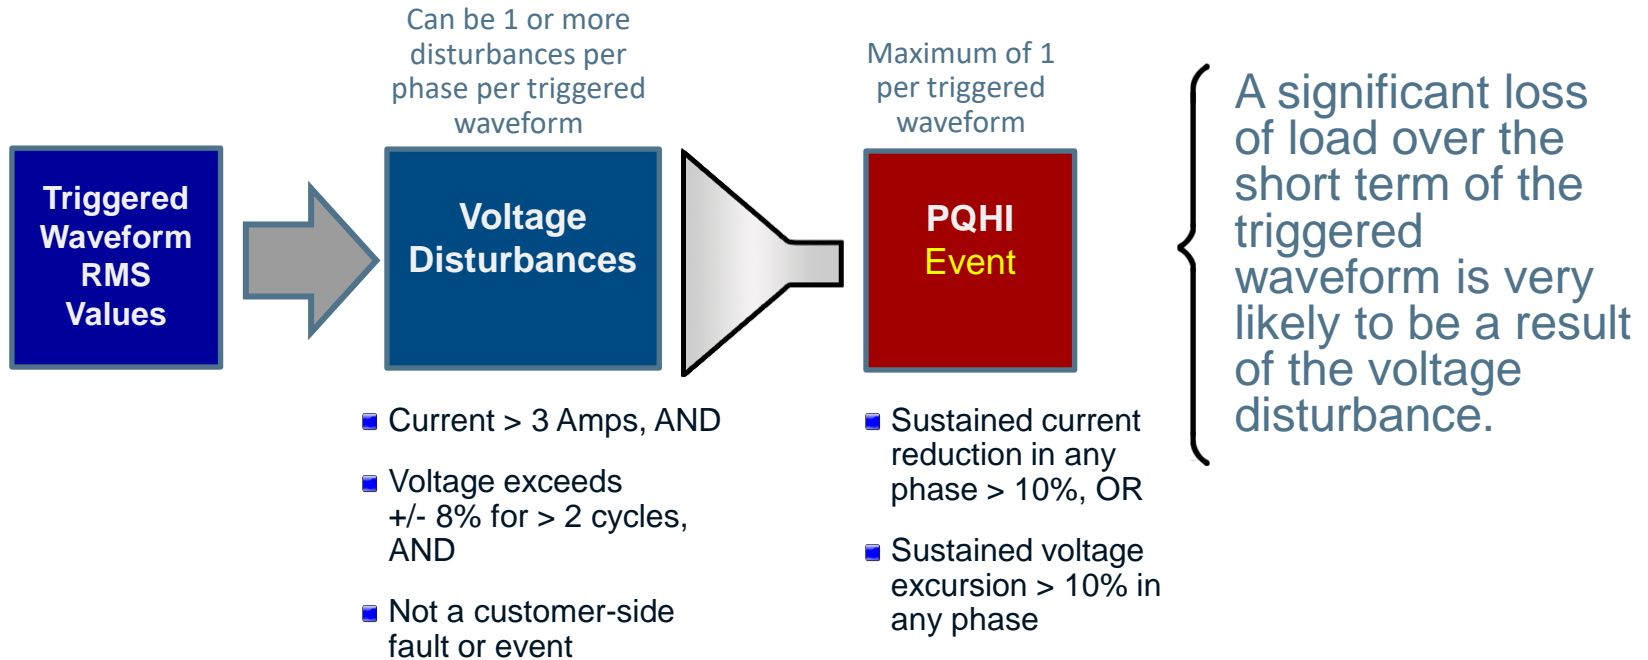 Can be 1 or more
disturbances per
phase per triggered
waveform
Maximum of 1
per triggered
waveform
Triggered
Waveform
RMS
Values
Voltage
Disturbances
PQHI
Event
A significant loss
of load over the
short term of the
triggered
waveform is very
likely to be a result
of the voltage
disturbance.
Current > 3 Amps, AND
Voltage exceeds
+/- 8% for > 2 cycles,
AND
Not a customer-side
fault or event
Sustained current
reduction in any
phase > 10%, OR
Sustained voltage
excursion > 10% in
any phase